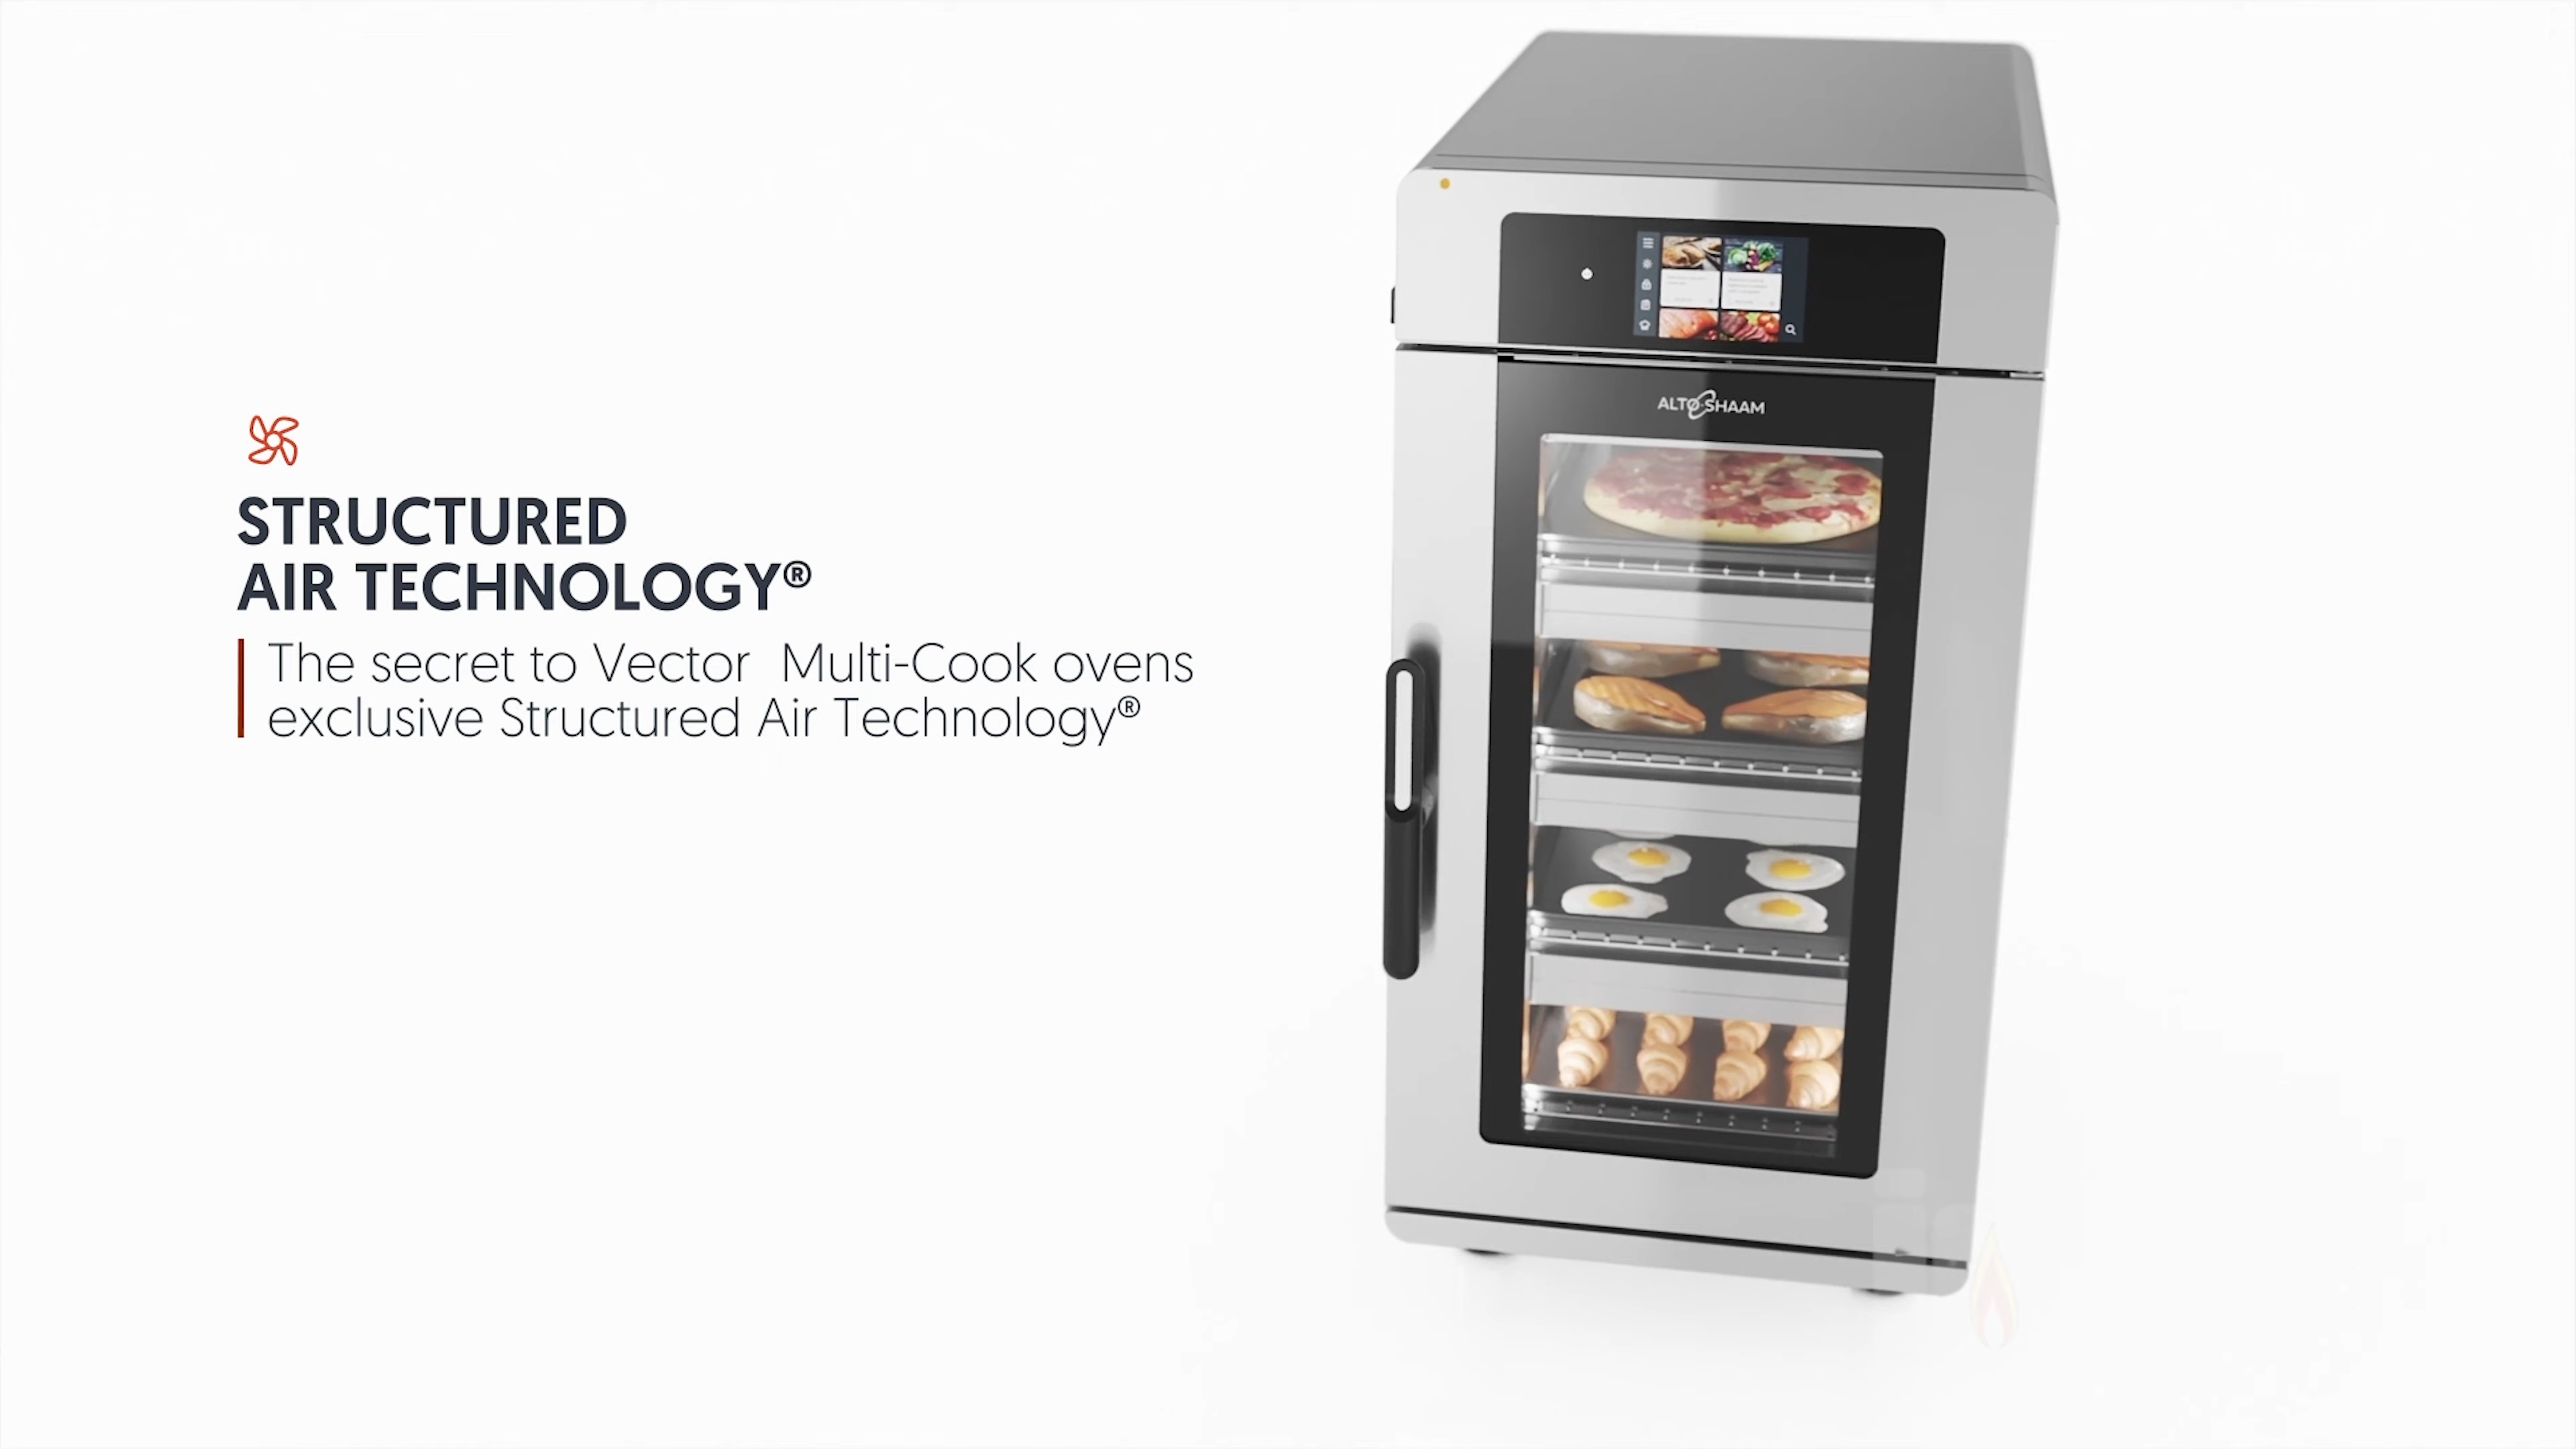 STRUCTURED
AIR TECHNOLOGY®
The secret to Vector  Multi-Cook ovens
exclusive Structured Air Technology®
ALTO-SHAAM